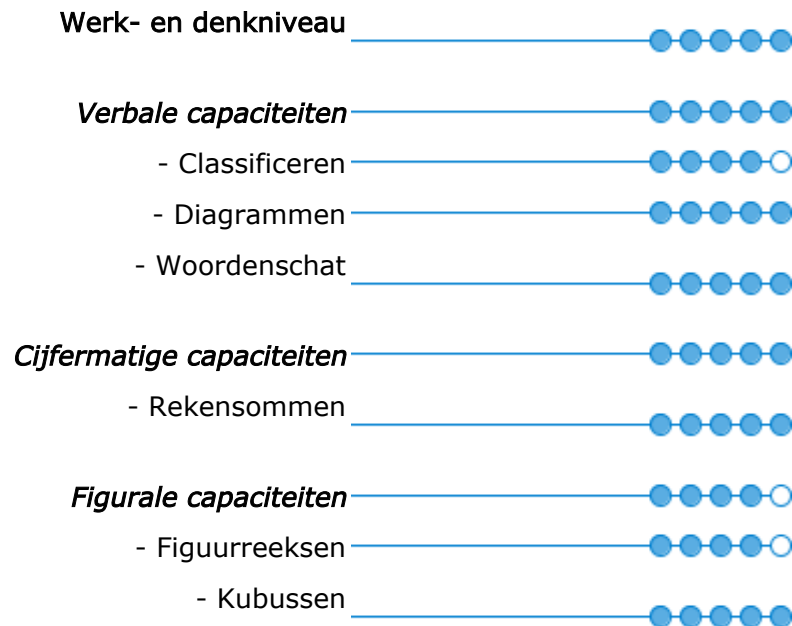 Werk- en denkniveau
Verbale capaciteiten
- Classificeren
- Diagrammen
- Woordenschat
Cijfermatige capaciteiten
- Rekensommen
Figurale capaciteiten
- Figuurreeksen
- Kubussen